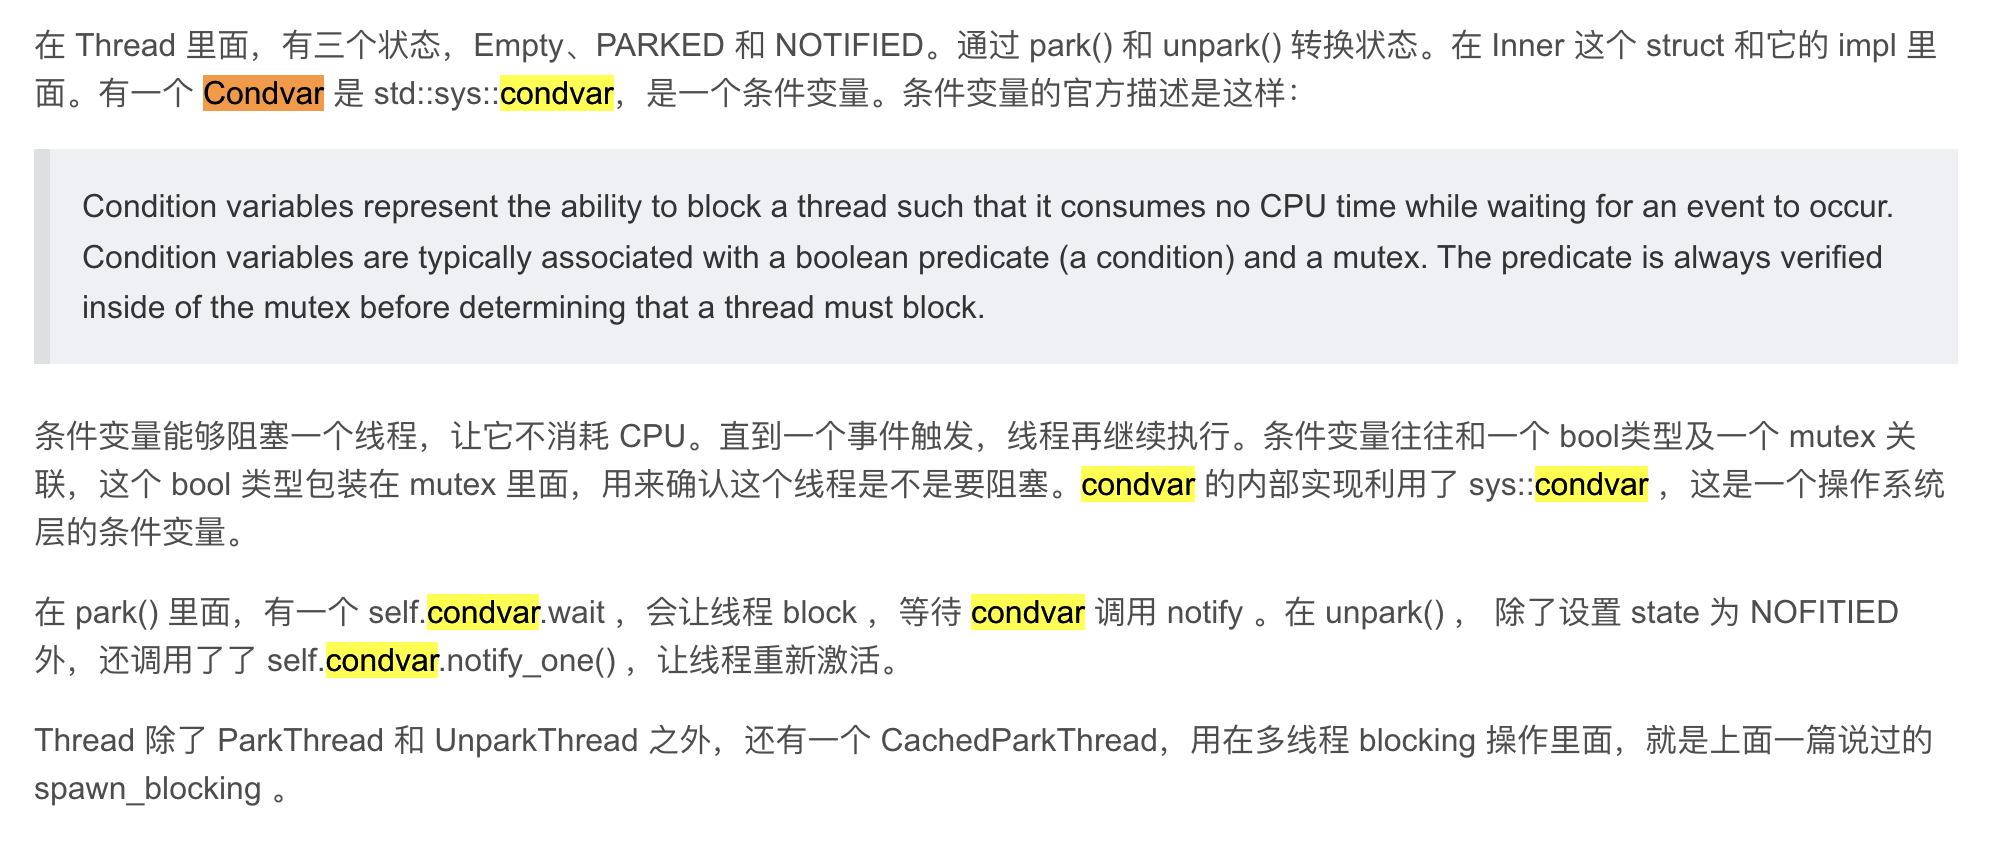 在 Thread 里面，有三个状态，Empty、PARKED 和 NOTIFIED。通过 park() 和 unpark() 转换状态。在 Inner 这个 struct 和它的 impl 里
面。有一个 Condvar 是 std::sys::condvar，是一个条件变量。条件变量的官方描述是这样：
Condition variables represent the ability to block a thread such that it consumes no CPU time while waiting for an event to occur.
Condition variables are typically associated with a boolean predicate (a condition) and a mutex. The predicate is always verified
inside of the mutex before determining that a thread must block.
条件变量能够阻塞一个线程，让它不消耗 CPU。直到一个事件触发，线程再继续执行。条件变量往往和一个 bool类型及一个 mutex 关
联，这个 bool 类型包装在 mutex 里面，用来确认这个线程是不是要阻塞。condvar 的内部实现利用了 sys::condvar ，这是一个操作系统
层的条件变量。
在 park() 里面，有一个 self.condvar.wait ，会让线程 block ，等待 condvar 调用 notify 。在 unpark() ， 除了设置 state 为 NOFITIED
外，还调用了了 self.condvar.notify_one() ，让线程重新激活。
Thread 除了 ParkThread 和 UnparkThread 之外，还有一个 CachedParkThread，用在多线程 blocking 操作里面，就是上面一篇说过的
spawn_blocking 。